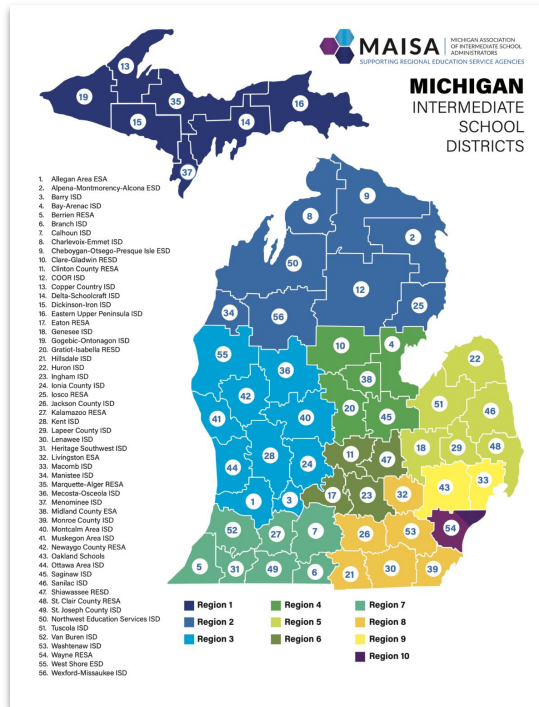 MAISA
MICHIGAN ASSOCIATION
OF INTERMEDIATE SCHOOL
ADMINISTRATORS
SUPPORTING REGIONAL EDUCATION SERVICE AGENCIES
MICHIGAN
INTERMEDIATE
SCHOOL
DISTRICTS
13
19
35
16
15
14
37
1. Allegan Area ESA
2. Alpena-Montmorency-Alcona ESD
3. Barry ISD
4. Bay-Arenac ISD
5. Berrien RESA
6. Branch ISD
7. Calhoun ISD
8. Charlevoix-Emmet ISD
9. Cheboygan-Otsego-Presque Isle ESD
10. Clare-Gladwin RESD
11. Clinton County RESA
12. COOR ISD
13. Copper Country ISD
14. Delta-Schoolcraft ISD
15. Dickinson-Iron ISD
16. Eastern Upper Peninsula ISD
17. Eaton RESA
18. Genesee ISD
19. Gogebic-Ontonagon ISD
20. Gratiot-Isabella RESD
21. Hillsdale ISD
22. Huron ISD
23. Ingham ISD
24. Ionia County ISD
25. Iosco RESA
26. Jackson County ISD
27. Kalamazoo RESA
28. Kent ISD
29. Lapeer County ISD
30. Lenawee ISD
31. Heritage Southwest ISD
32. Livingston ESA
33. Macomb ISD
34. Manistee ISD
35. Marquette-Alger RESA
36. Mecosta-Osceola ISD
37. Menominee ISD
38. Midland County ESA
39. Monroe County ISD
40. Montcalm Area ISD
41. Muskegon Area ISD
42. Newaygo County RESA
43. Oakland Schools
44. Ottawa Area ISD
45. Saginaw ISD
46. Sanilac ISD
47. Shiawassee RESD
48. St. Clair County RESA
49. St. Joseph County ISD
50. Northwest Education Services ISD
51. Tuscola ISD
52. Van Buren ISD
53. Washtenaw ISD
54. Wayne RESA
55. West Shore ESD
56. Wexford-Missaukee ISD
9
8
2
50
12
25
34
56
10
4
55
22
36
38
42
51
46
41
40
20
45
11
47
18
29
48
28
24
44
43
33
32
17
23
1
3
52
27
7
26
53
54
5
31
49
6
21
30
39
Region 1
Region 2
Region 3
Region 4
Region 5
Region 6
Region 7
Region 8
Region 9
Region 10